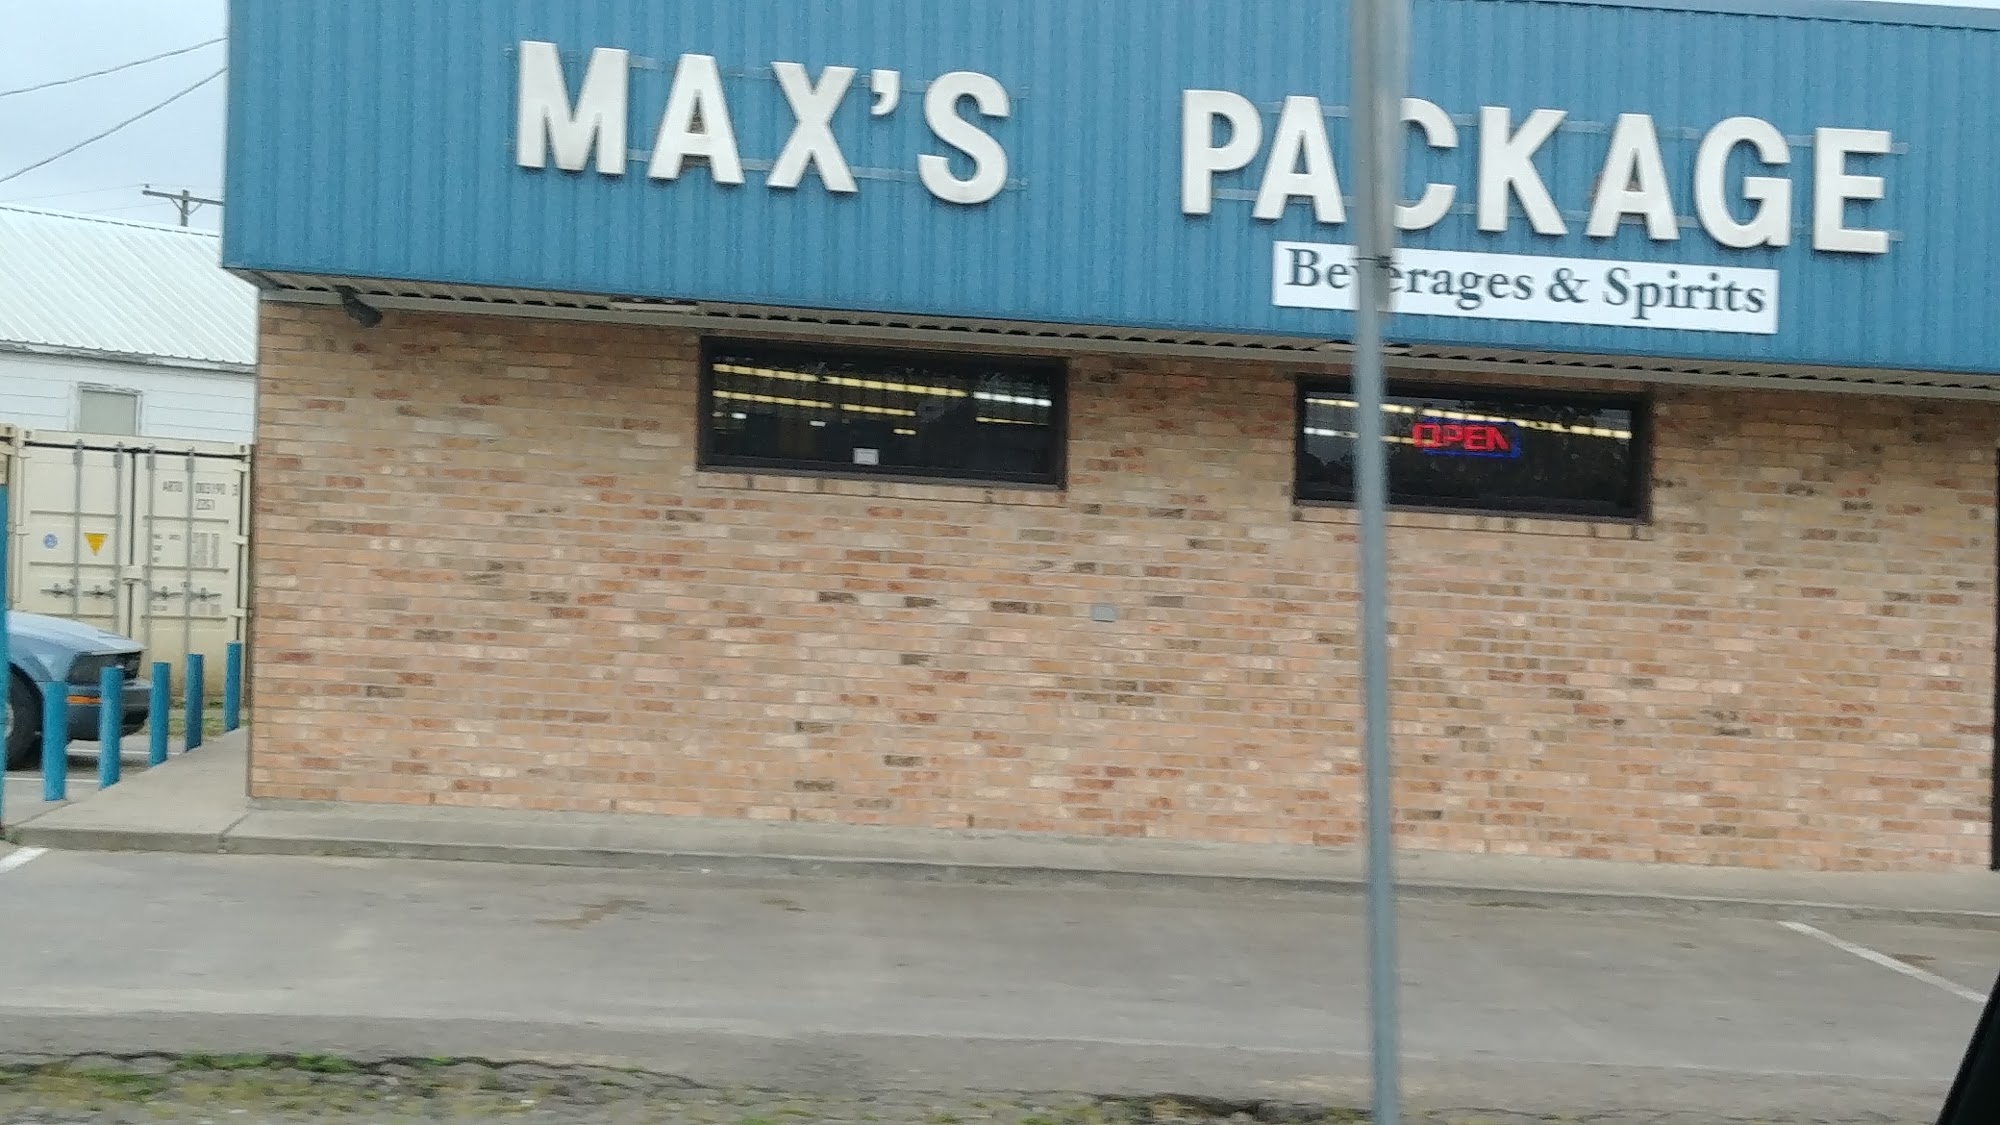 MAX'S PACKAGE
Beverages & Spirits
OPEN